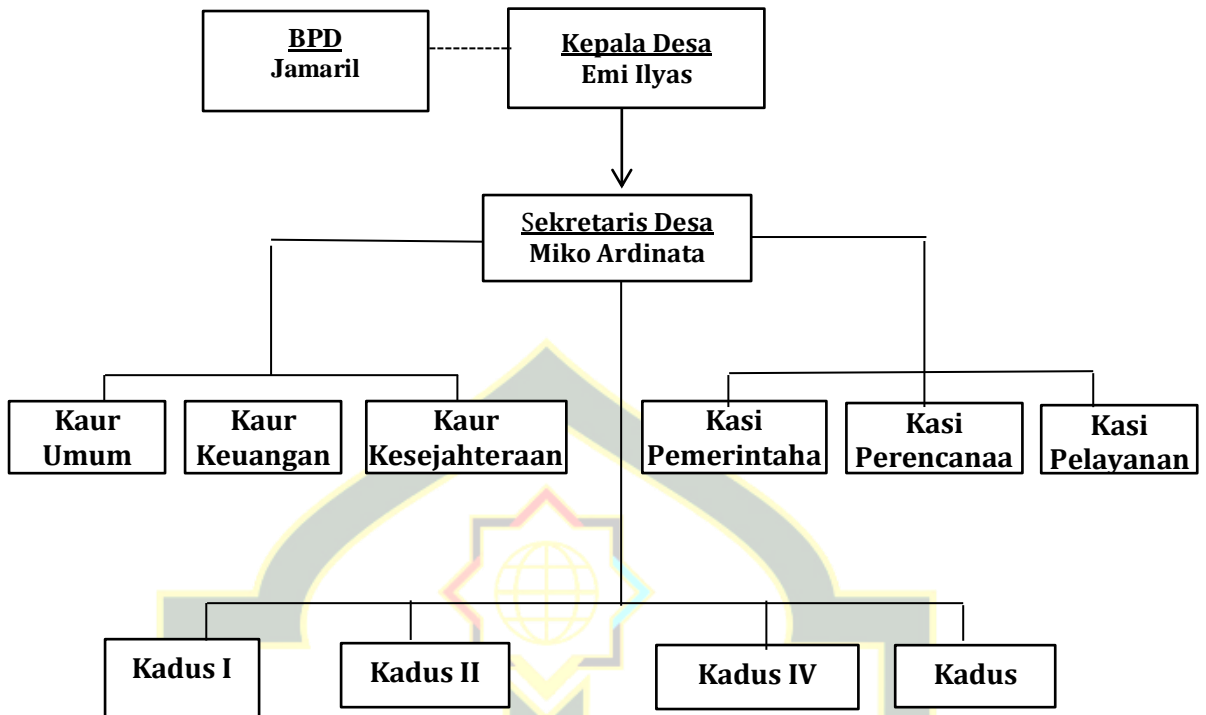 BPD
Jamaril
Kepala Desa
Emi Ilyas
Sekretaris Desa
Miko Ardinata
Kaur
Umum
Kaur
Keuangan
Kaur
Kesejahteraan
Kasi
Pemerintaha
Kasi
Perencanaa
Kasi
Pelayanan
Kadus I
Kadus II
Kadus IV
Kadus